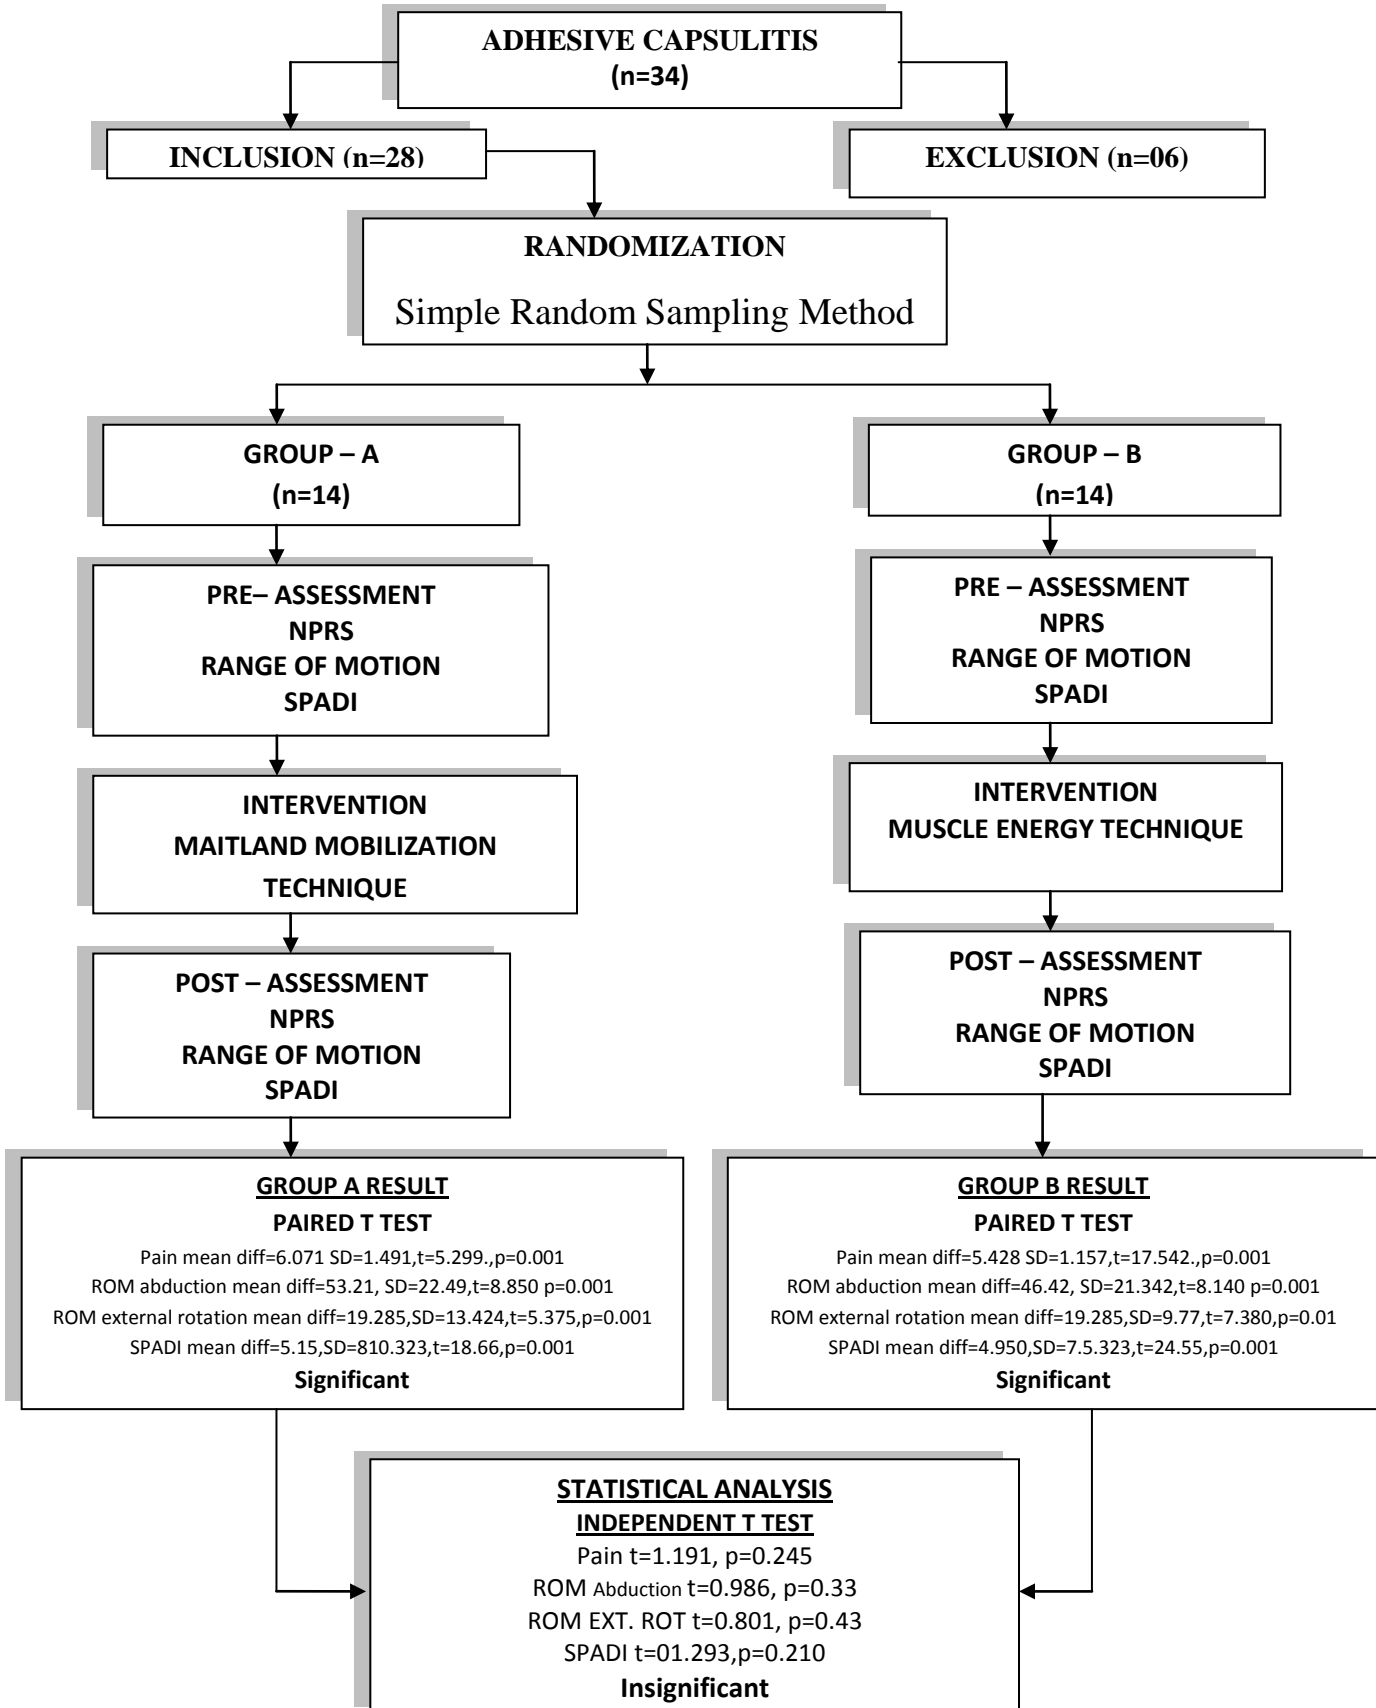 ADHESIVE CAPSULITIS
(n=34)
INCLUSION (n=28)
EXCLUSION (n=06)
RANDOMIZATION
Simple Random Sampling Method
GROUP – A
(n=14)
GROUP – B
(n=14)
PRE– ASSESSMENT
NPRS
RANGE OF MOTION
SPADI
PRE – ASSESSMENT
NPRS
RANGE OF MOTION
SPADI
INTERVENTION
MAITLAND MOBILIZATION
TECHNIQUE
INTERVENTION
MUSCLE ENERGY TECHNIQUE
POST – ASSESSMENT
NPRS
RANGE OF MOTION
SPADI
POST – ASSESSMENT
NPRS
RANGE OF MOTION
SPADI
GROUP A RESULT
PAIRED T TEST
Pain mean diff=6.071 SD=1.491,t=5.299.,p=0.001
ROM abduction mean diff=53.21, SD=22.49,t=8.850 p=0.001
ROM external rotation mean diff=19.285,SD=13.424,t=5.375,p=0.001
SPADI mean diff=5.15,SD=810.323,t=18.66,p=0.001
Significant
GROUP B RESULT
PAIRED T TEST
Pain mean diff=5.428 SD=1.157,t=17.542.,p=0.001
ROM abduction mean diff=46.42, SD=21.342,t=8.140 p=0.001
ROM external rotation mean diff=19.285,SD=9.77,t=7.380,p=0.01
SPADI mean diff=4.950,SD=7.5.323,t=24.55,p=0.001
Significant
STATISTICAL ANALYSIS
INDEPENDENT T TEST
Pain t=1.191, p=0.245
ROM Abduction t=0.986, p=0.33
ROM EXT. ROT t=0.801, p=0.43
SPADI t=01.293,p=0.210
Insignificant